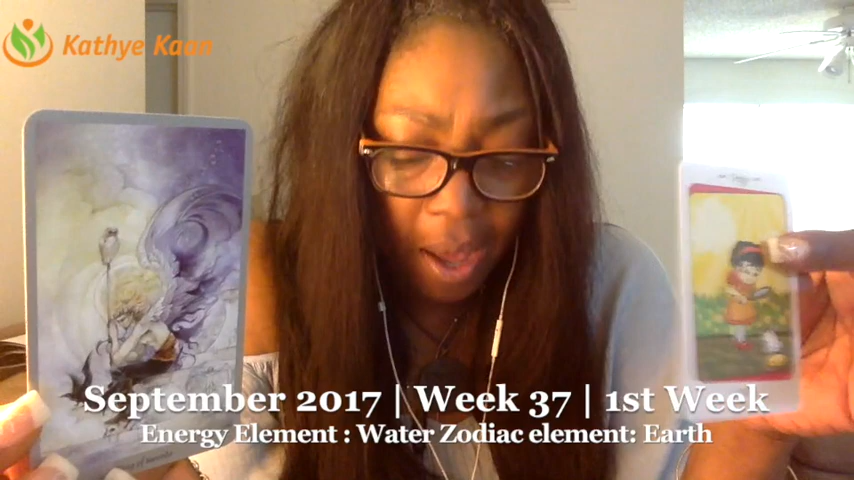 Kathye Kaan
September 2017 | Week 37 | 1st Week
Energy Element : Water Zodiac element: Earth